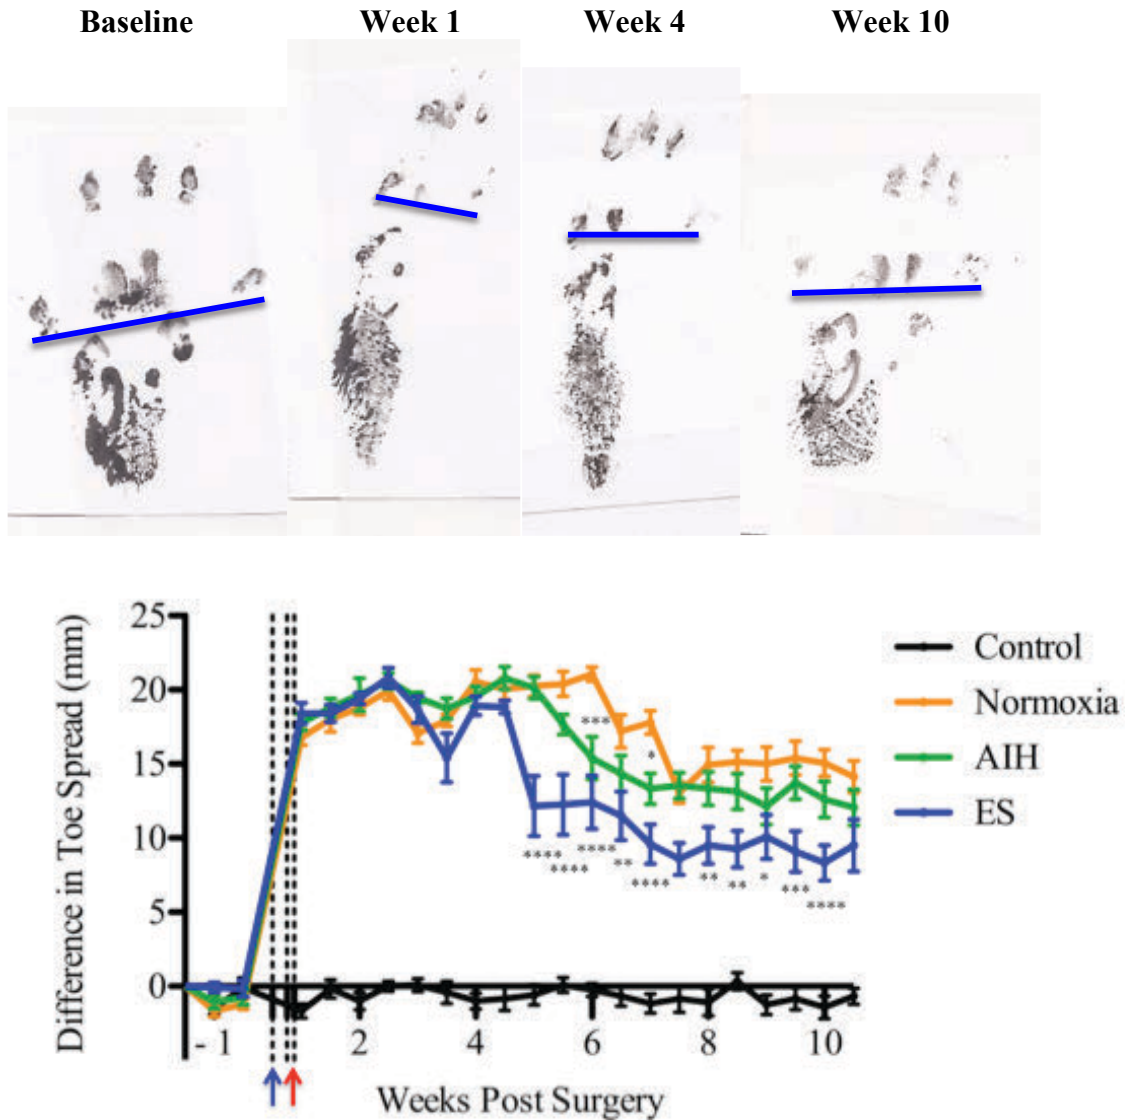 Baseline Week 1 Week 4 Week 10
25
20
15
10
5
0
Difference in Toe Spread (mm)
Control
Normoxia
AIH
ES
***
*
**** **** **** ** **** ** ** * *** ****
- 1 2 4 6 8 10
Weeks Post Surgery